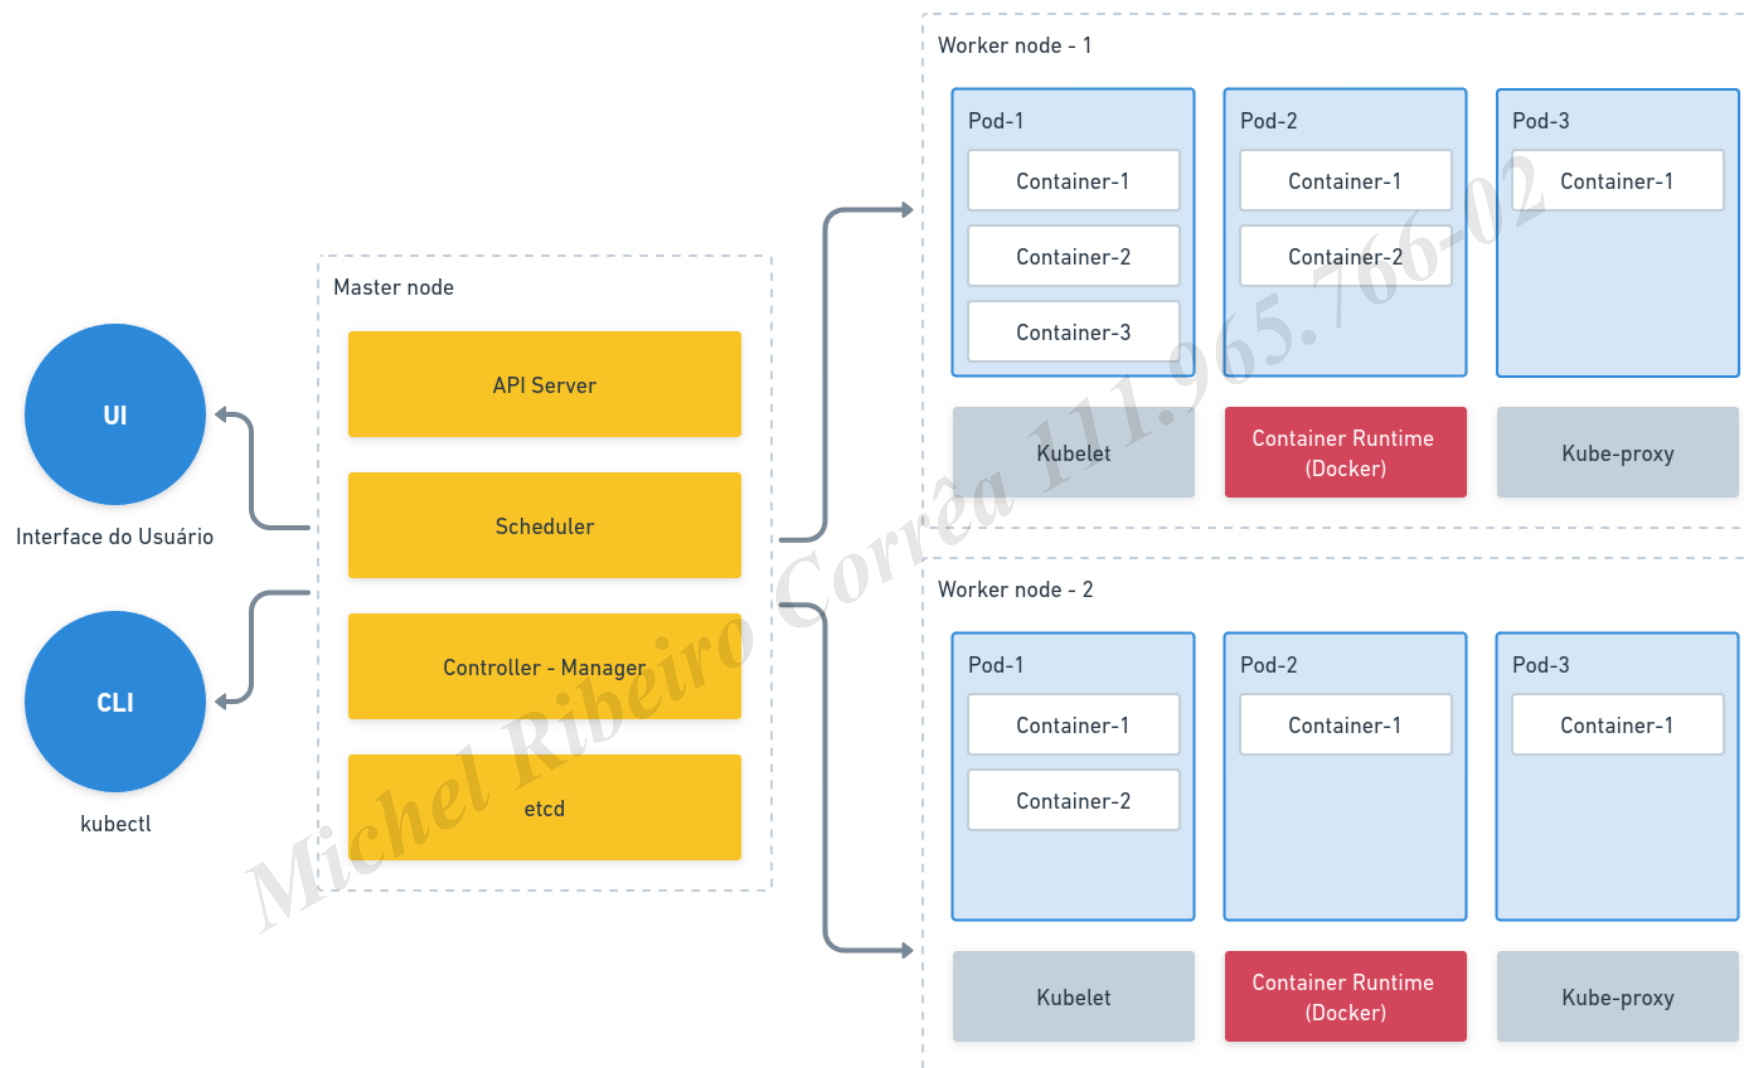 UI
Interface do Usuário
CLI
kubectl
Master node
API Server
Scheduler
Controller - Manager
etcd
Worker node - 1
Pod-1
Container-1
Container-2
Container-3
Pod-2
Container-1
Container-2
Pod-3
Container-1
Kubelet
Container Runtime
(Docker)
Kube-proxy
Worker node - 2
Pod-1
Container-1
Container-2
Pod-2
Container-1
Pod-3
Container-1
Kubelet
Container Runtime
(Docker)
Kube-proxy
Michel Ribeiro Corrêa 111.965.766-02